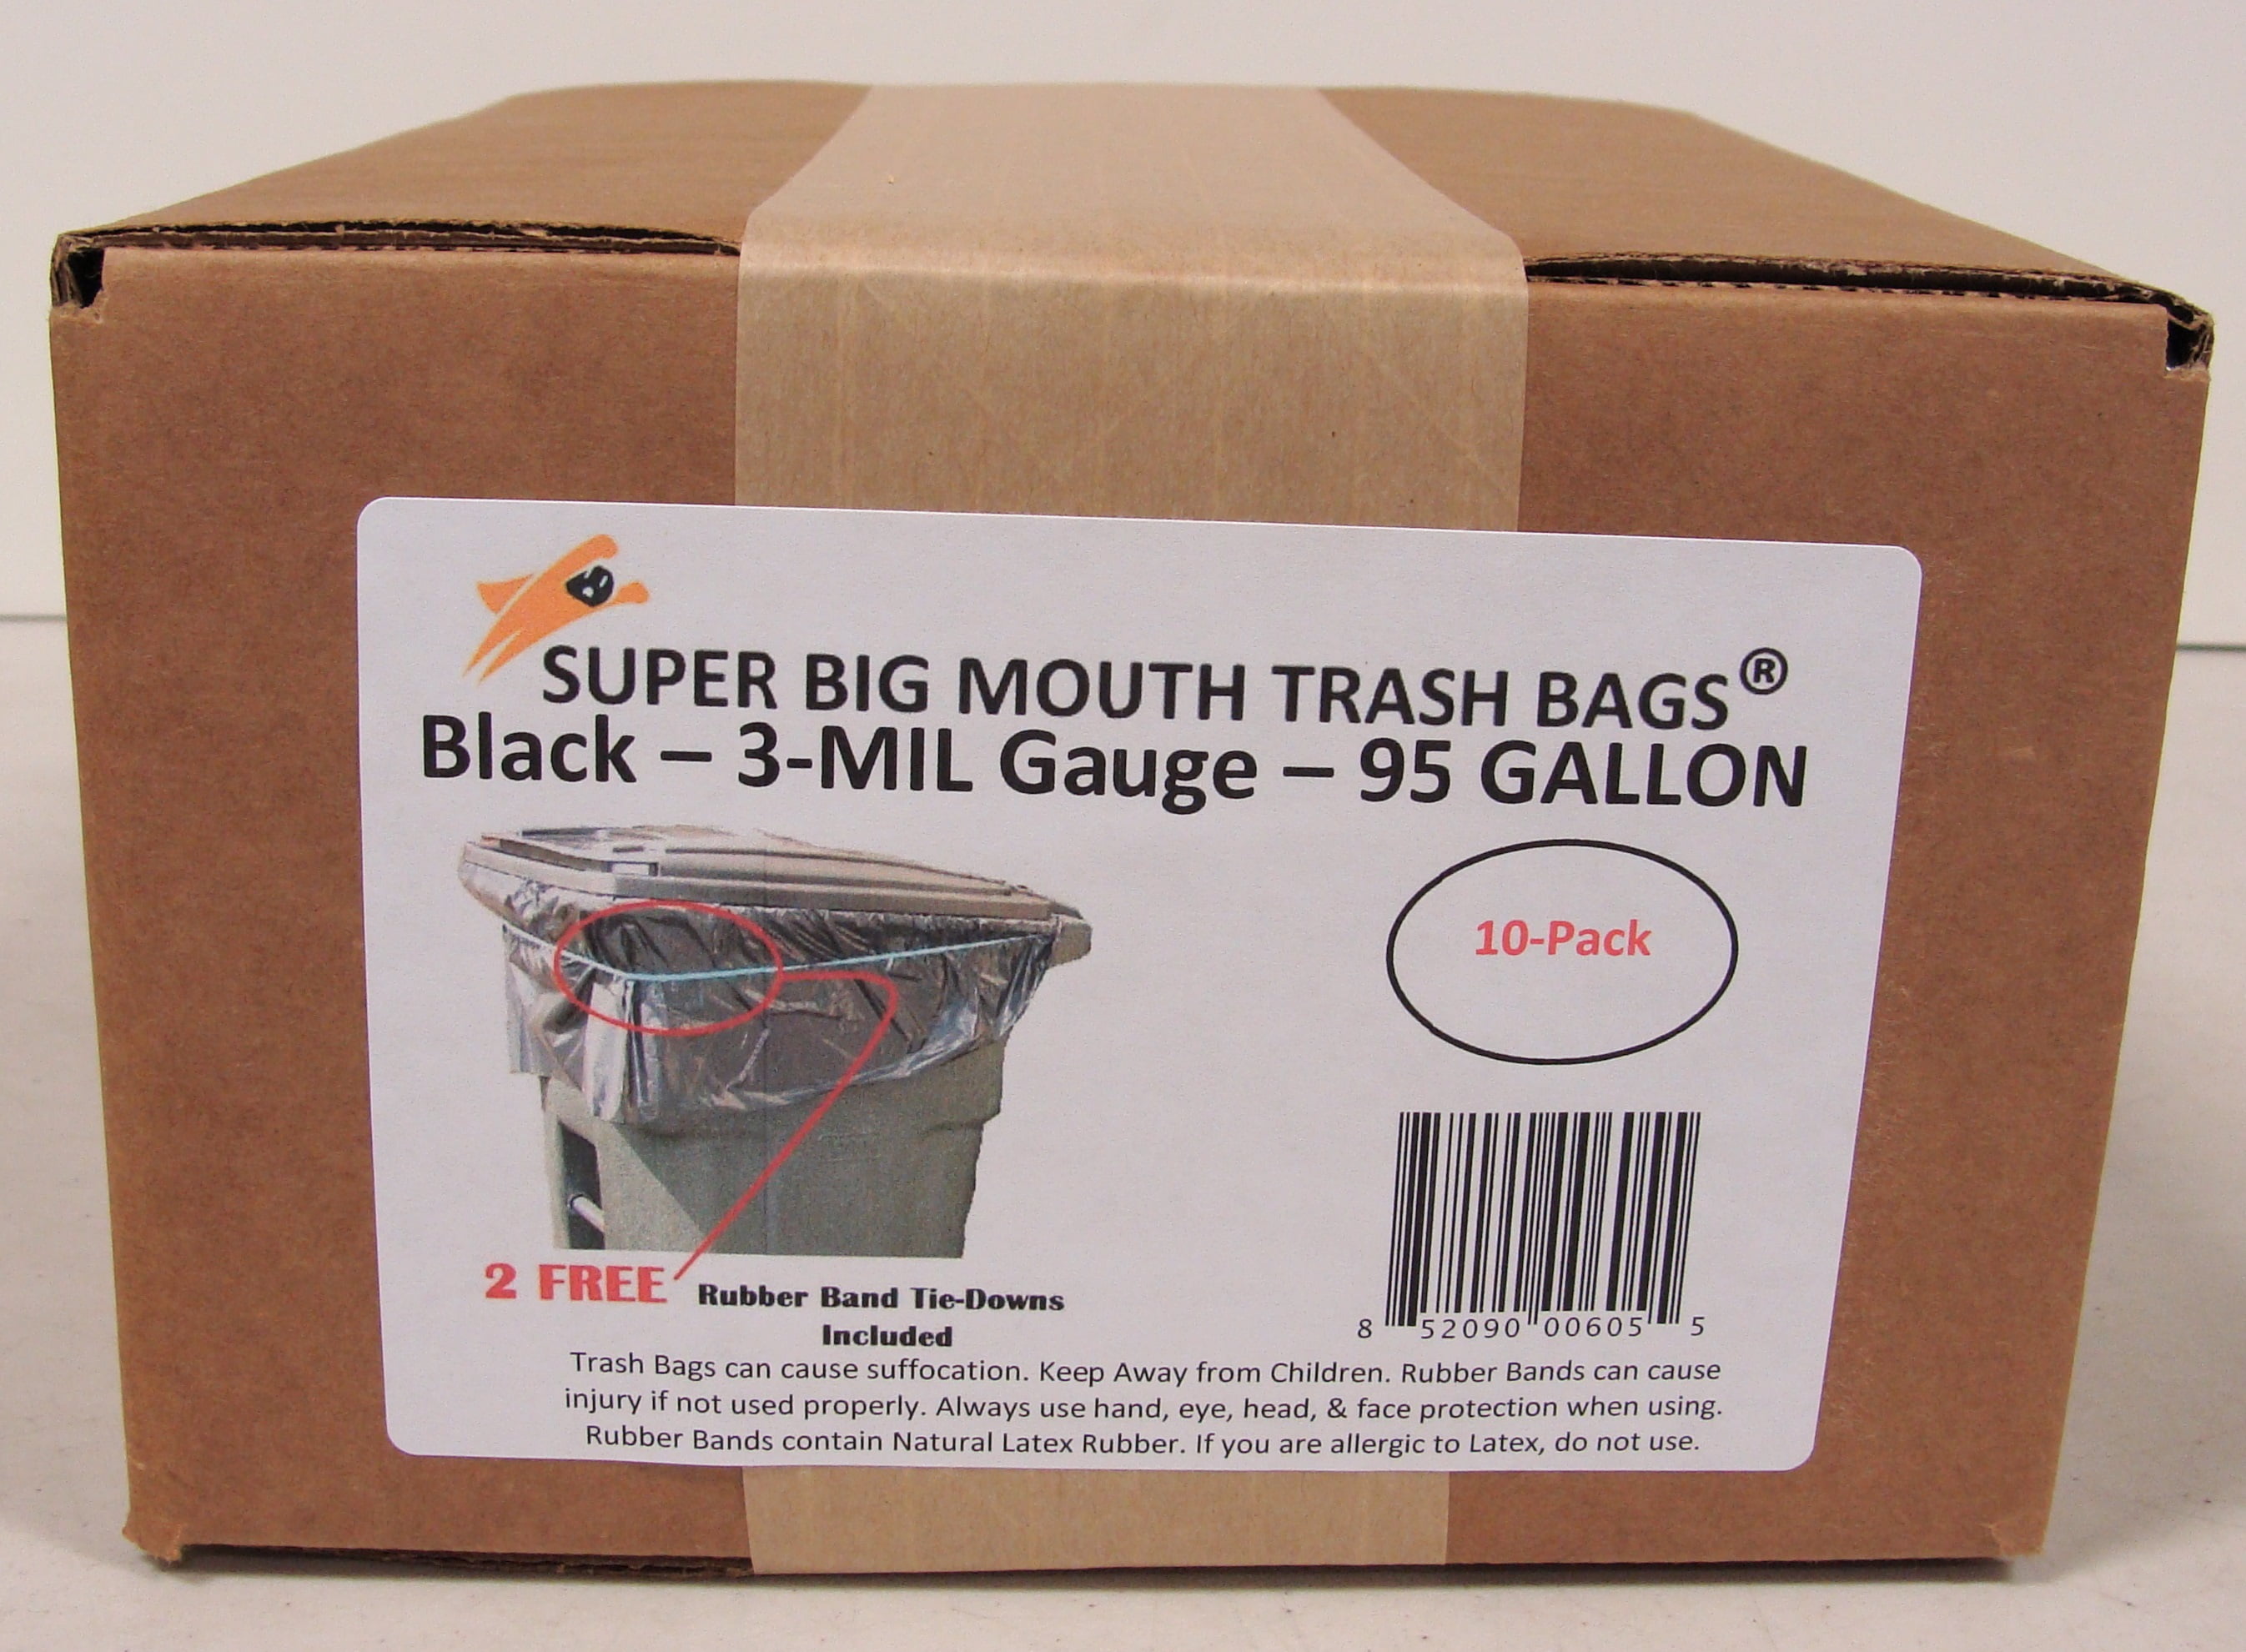 SUPER BIG MOUTH TRASH BAGS®
Black – 3-MIL Gauge – 95 GALLON
10-Pack
2 FREE Rubber Band Tie-Downs
Included
8 52090 00605 5
Trash Bags can cause suffocation. Keep Away from Children. Rubber Bands can cause
injury if not used properly. Always use hand, eye, head, & face protection when using.
Rubber Bands contain Natural Latex Rubber. If you are allergic to Latex, do not use.